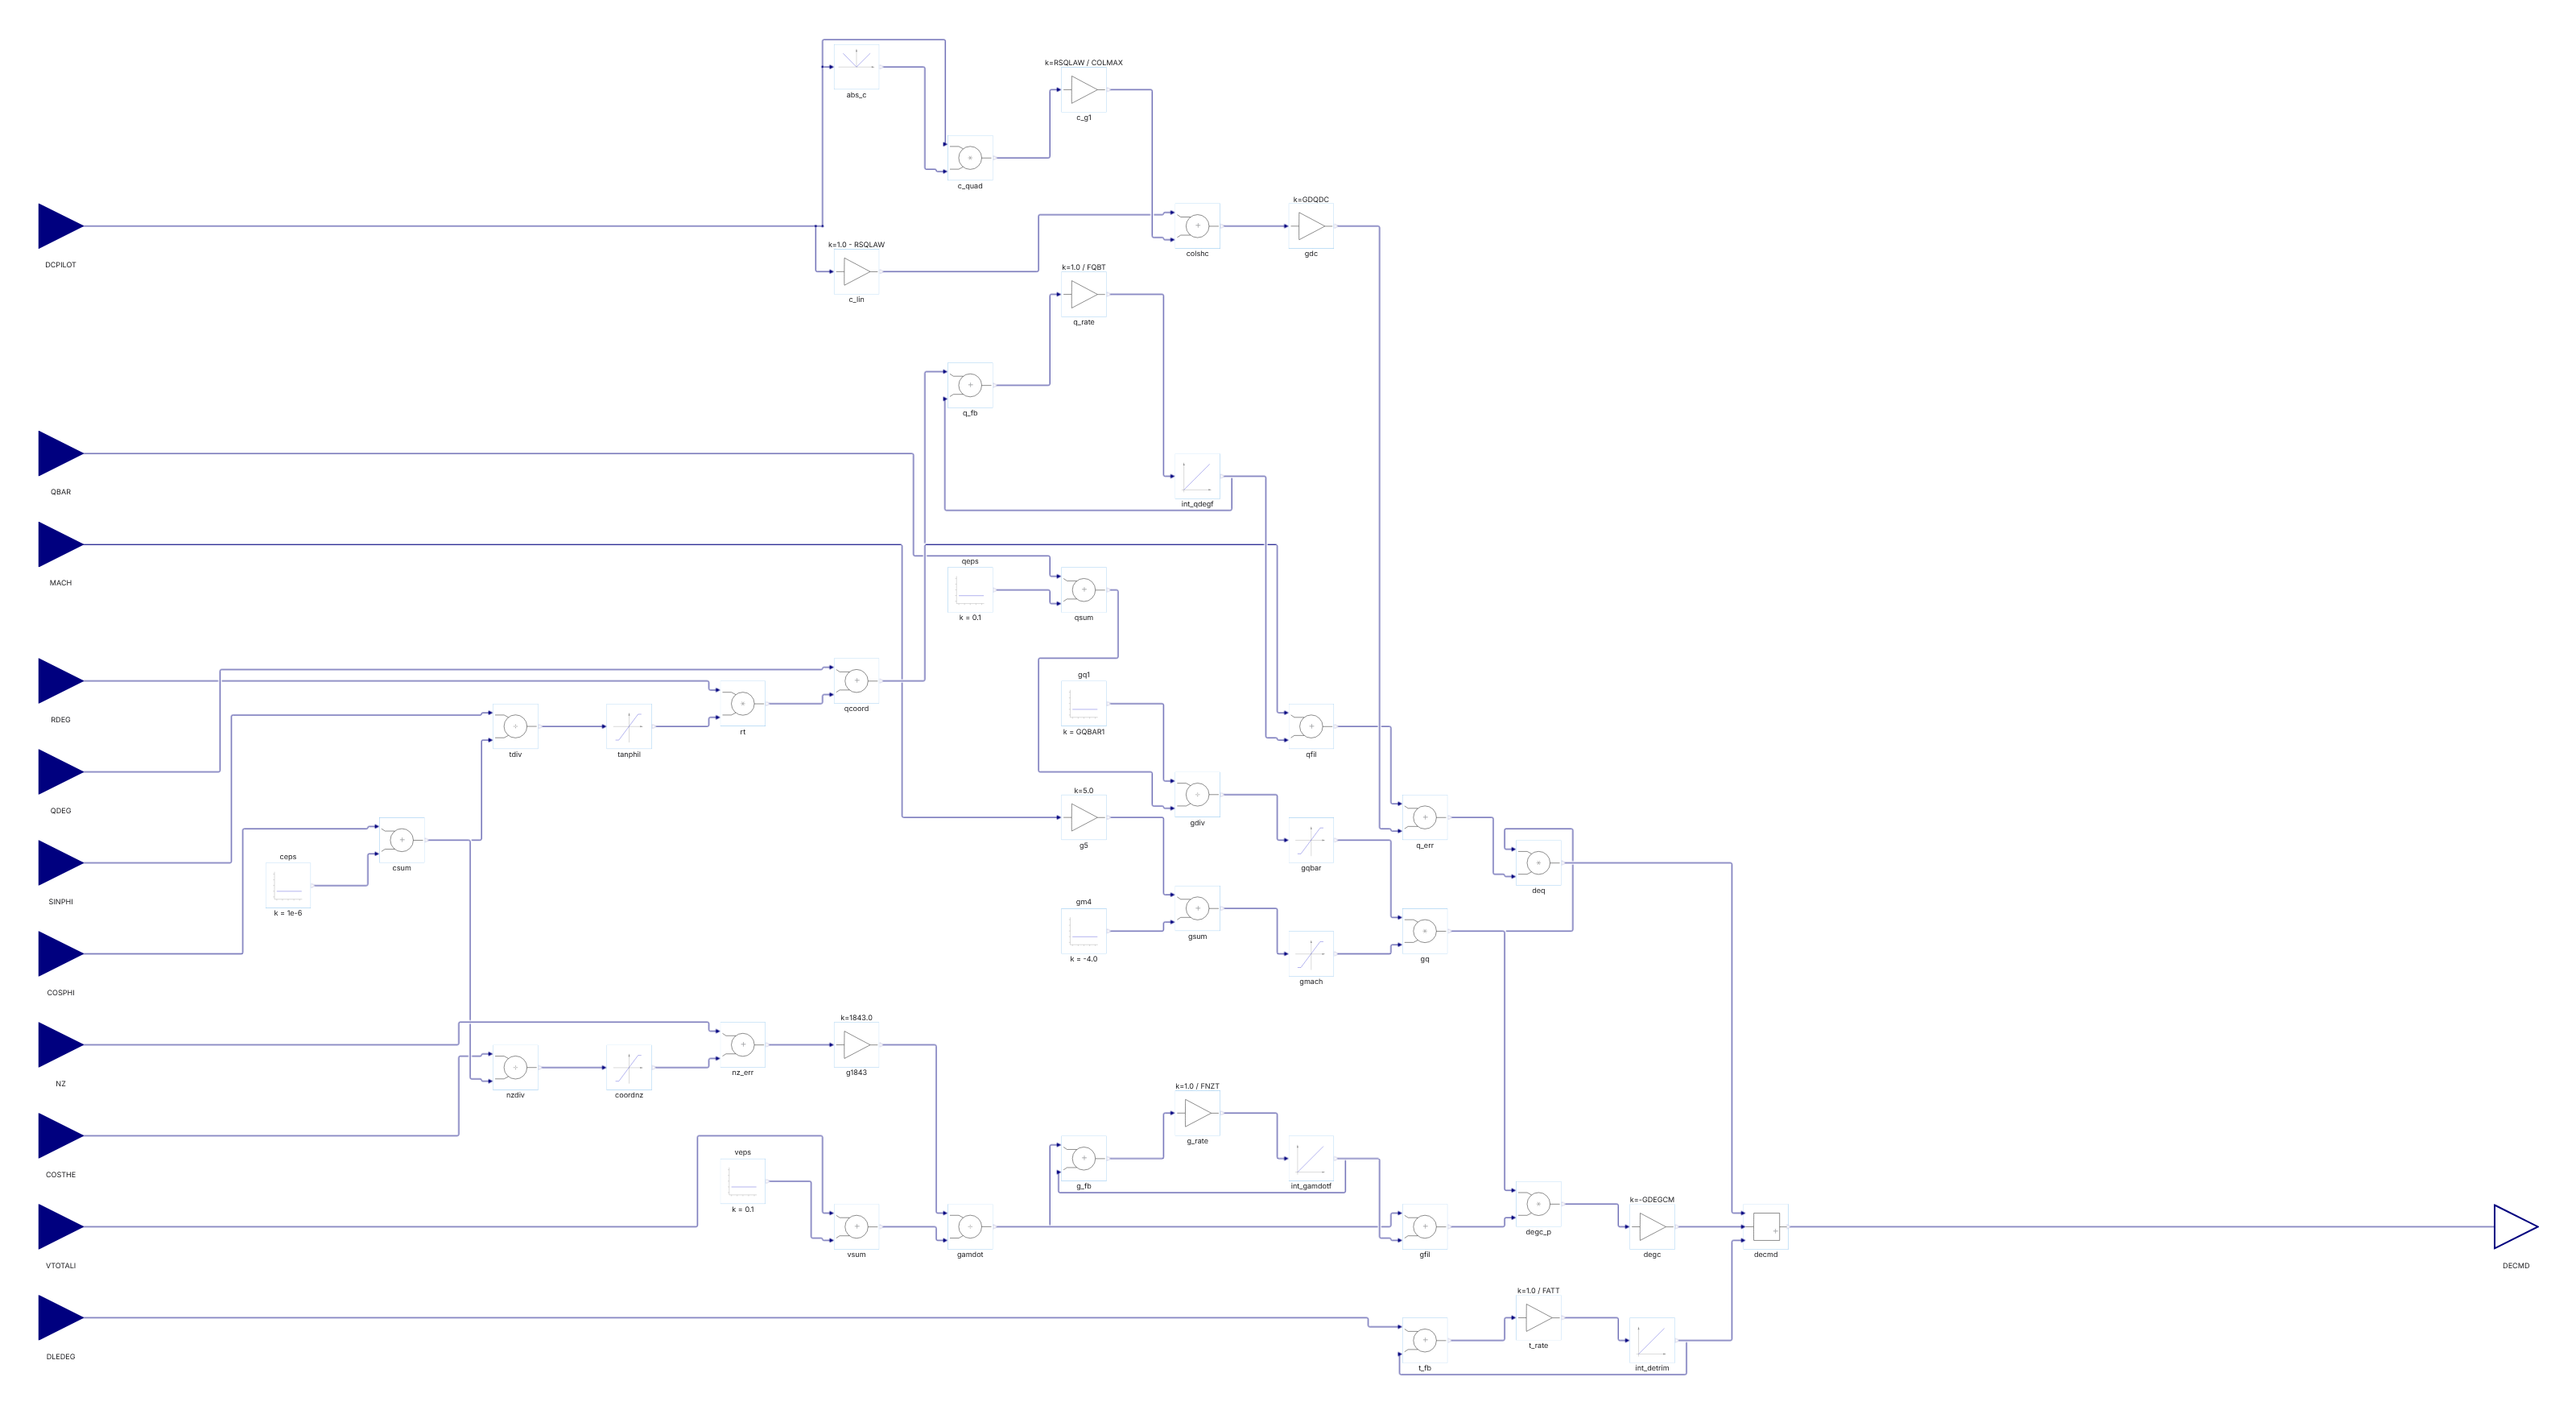 k=RSQLAW / COLMAX
abs_c
c_g1
c_quad
k=GDQDC
k=1.0 - RSQLAW
colshc
gdc
DCPILOT
k=1.0 / FQBT
c_lin
q_rate
q_fb
QBAR
int_qdegf
qeps
MACH
k = 0.1
qsum
gq1
qcoord
RDEG
rt
k = GQBAR1
tdiv
tanphil
qfil
k=5.0
QDEG
gdiv
g5
q_err
ceps
csum
gqbar
deq
SINPHI
gm4
k = 1e-6
gsum
k = -4.0
gq
gmach
COSPHI
k=1843.0
nz_err
g1843
NZ
k=1.0 / FNZT
nzdiv
coordnz
g_rate
veps
COSTHE
g_fb
int_gamdotf
k=-GDEGCM
k = 0.1
degc_p
vsum
gamdot
gfil
degc
decmd
VTOTALI
DECMD
k=1.0 / FATT
t_rate
DLEDEG
t_fb
int_detrim